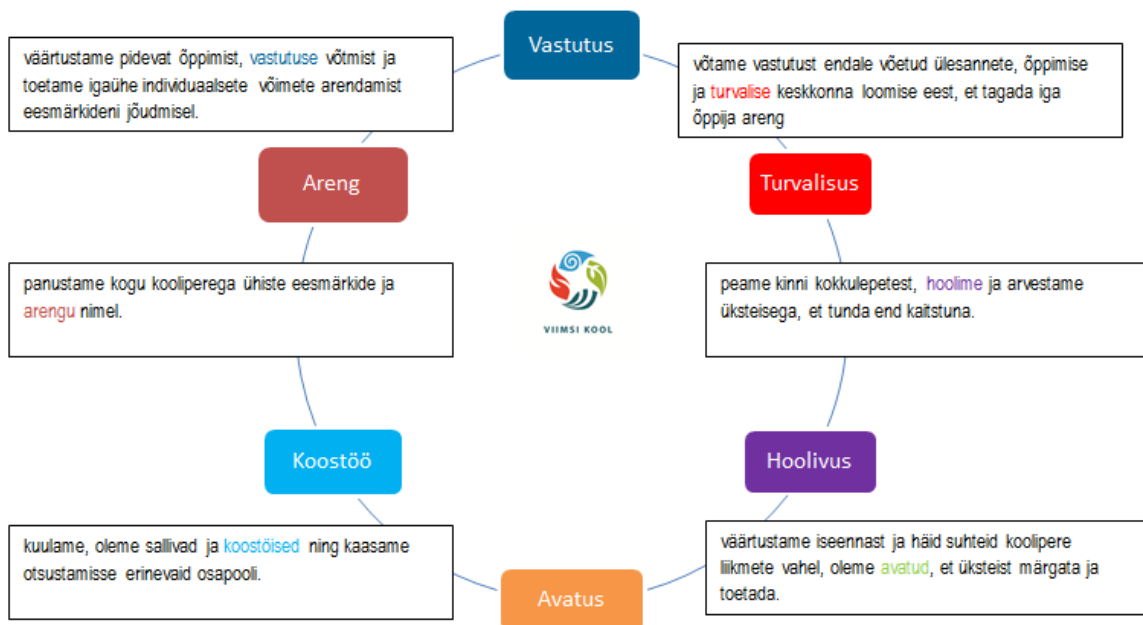 Vastutus
väärtustame pidevat õppimist, vastutuse võtmist ja
toetame igaühe individuaalsete võimete arendamist
eesmärkideni jõudmisel.
võtame vastutust endale võetud ülesannete, õppimise
ja turvalise keskkonna loomise eest, et tagada iga
õppija areng
Areng
Turvalisus
panustame kogu kooliperega ühiste eesmärkide ja
arengu nimel.
VIIMSI KOOL
peame kinni kokkulepetest, hoolime ja arvestame
üksteisega, et tunda end kaitstuna.
Koostöö
Hoolivus
kuulame, oleme sallivad ja koostöised ning kaasame
otsustamisse erinevaid osapooli.
väärtustame iseennast ja häid suhteid koolipere
liikmete vahel, oleme avatud, et üksteist märgata ja
toetada.
Avatus